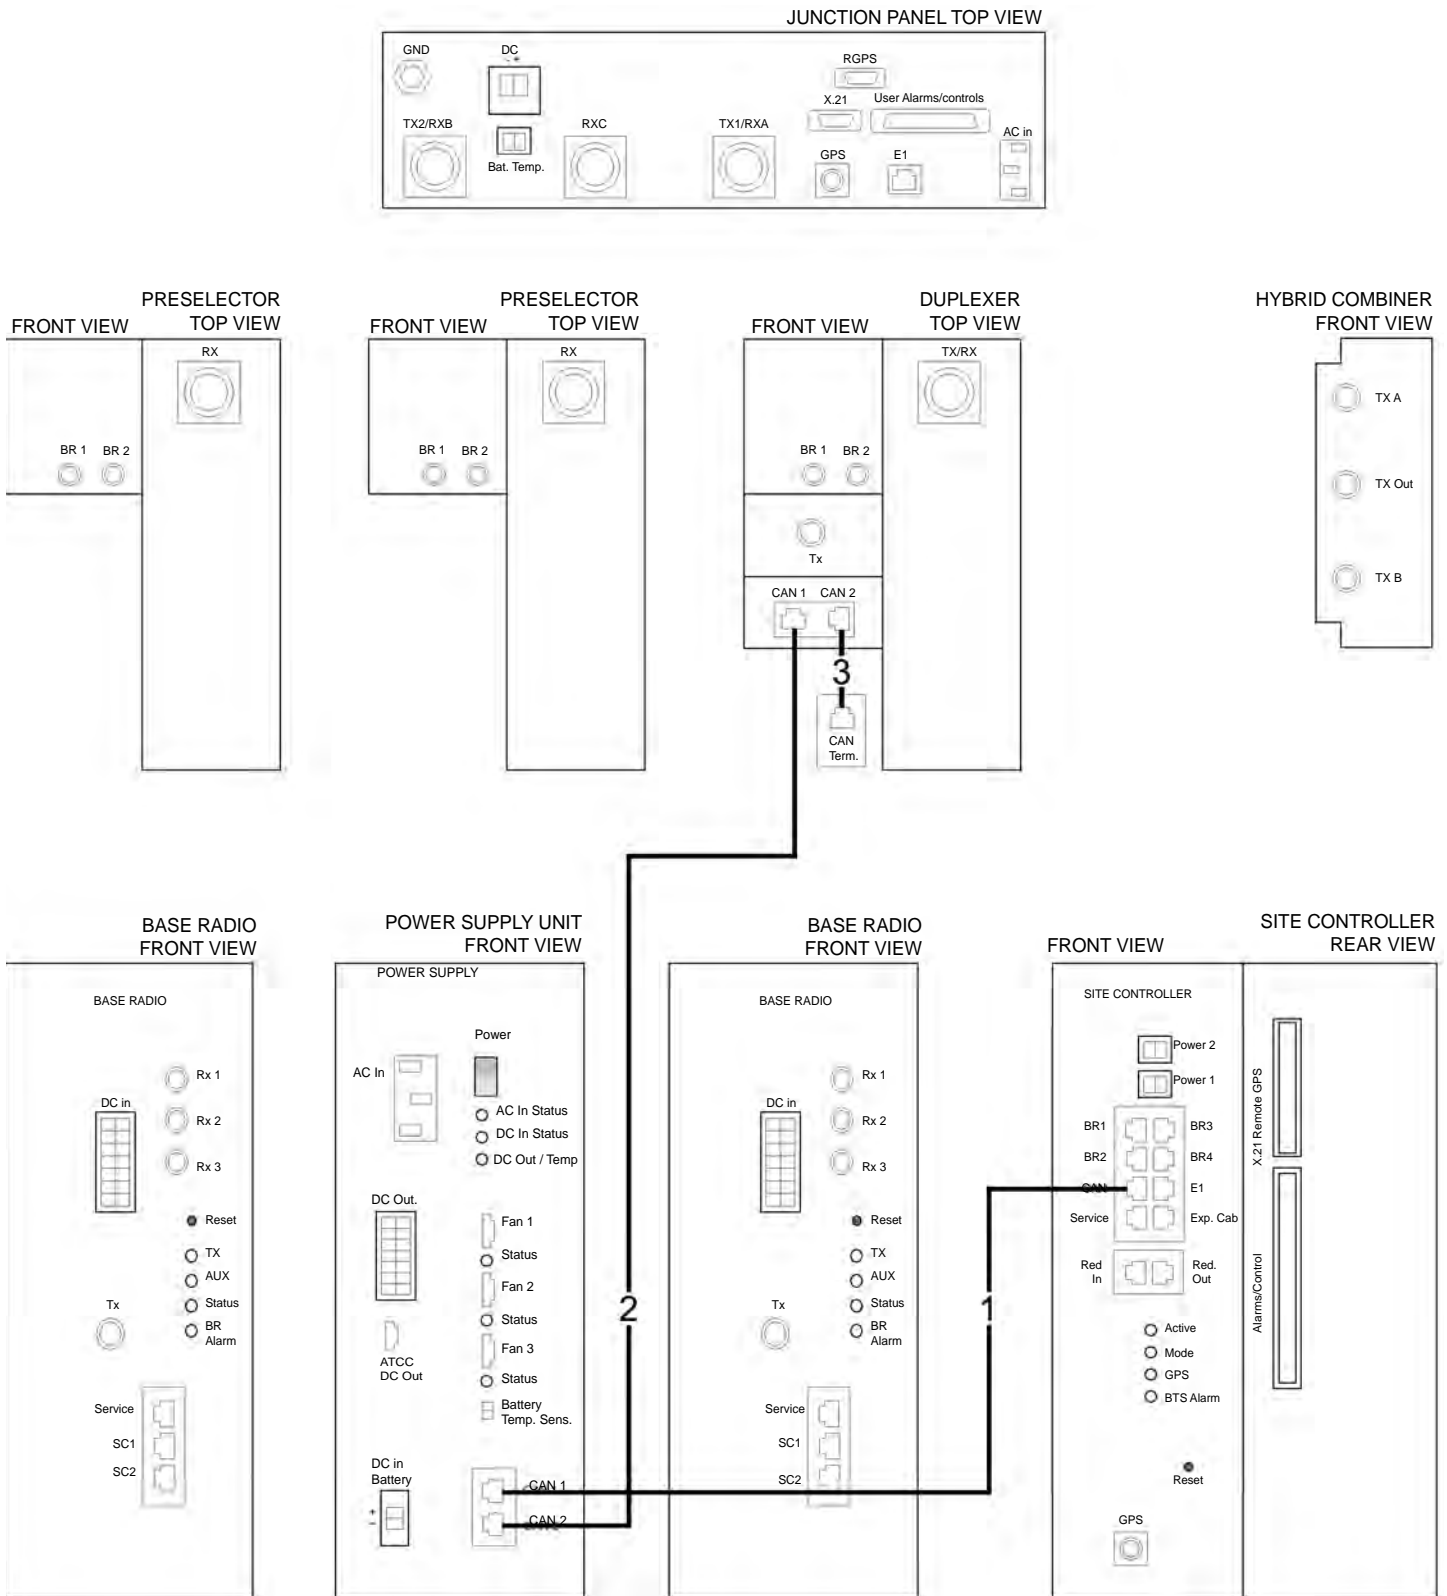 JUNCTION PANEL TOP VIEW
GND
DC
- +
RGPS
X.21
User Alarms/controls
TX2/RXB
RXC
TX1/RXA
AC in
Bat. Temp.
GPS
E1
PRESELECTOR
FRONT VIEW
TOP VIEW
RX
BR 1
BR 2
PRESELECTOR
FRONT VIEW
TOP VIEW
RX
BR 1
BR 2
DUPLEXER
FRONT VIEW
TOP VIEW
TX/RX
BR 1
BR 2
Tx
CAN 1
CAN 2
3
CAN
Term.
HYBRID COMBINER
FRONT VIEW
TX A
TX Out
TX B
BASE RADIO
FRONT VIEW
BASE RADIO
Rx 1
DC in
Rx 2
Rx 3
Reset
TX
AUX
Tx
Status
BR
Alarm
Service
SC1
SC2
POWER SUPPLY UNIT
FRONT VIEW
POWER SUPPLY
Power
AC In
AC In Status
DC In Status
DC Out / Temp
DC Out.
Fan 1
Status
Fan 2
Status
Fan 3
ATCC
DC Out
Status
Battery
Temp. Sens.
DC in
Battery
+
-
CAN 1
CAN 2
2
BASE RADIO
FRONT VIEW
BASE RADIO
Rx 1
DC in
Rx 2
Rx 3
Reset
TX
AUX
Tx
Status
BR
Alarm
Service
SC1
SC2
1
SITE CONTROLLER
FRONT VIEW
REAR VIEW
SITE CONTROLLER
Power 2
Power 1
BR1
BR3
BR2
BR4
CAN
E1
Service
Exp. Cab
Red
In
Red.
Out
Active
Mode
GPS
BTS Alarm
Reset
GPS
X.21 Remote GPS
Alarms/Control